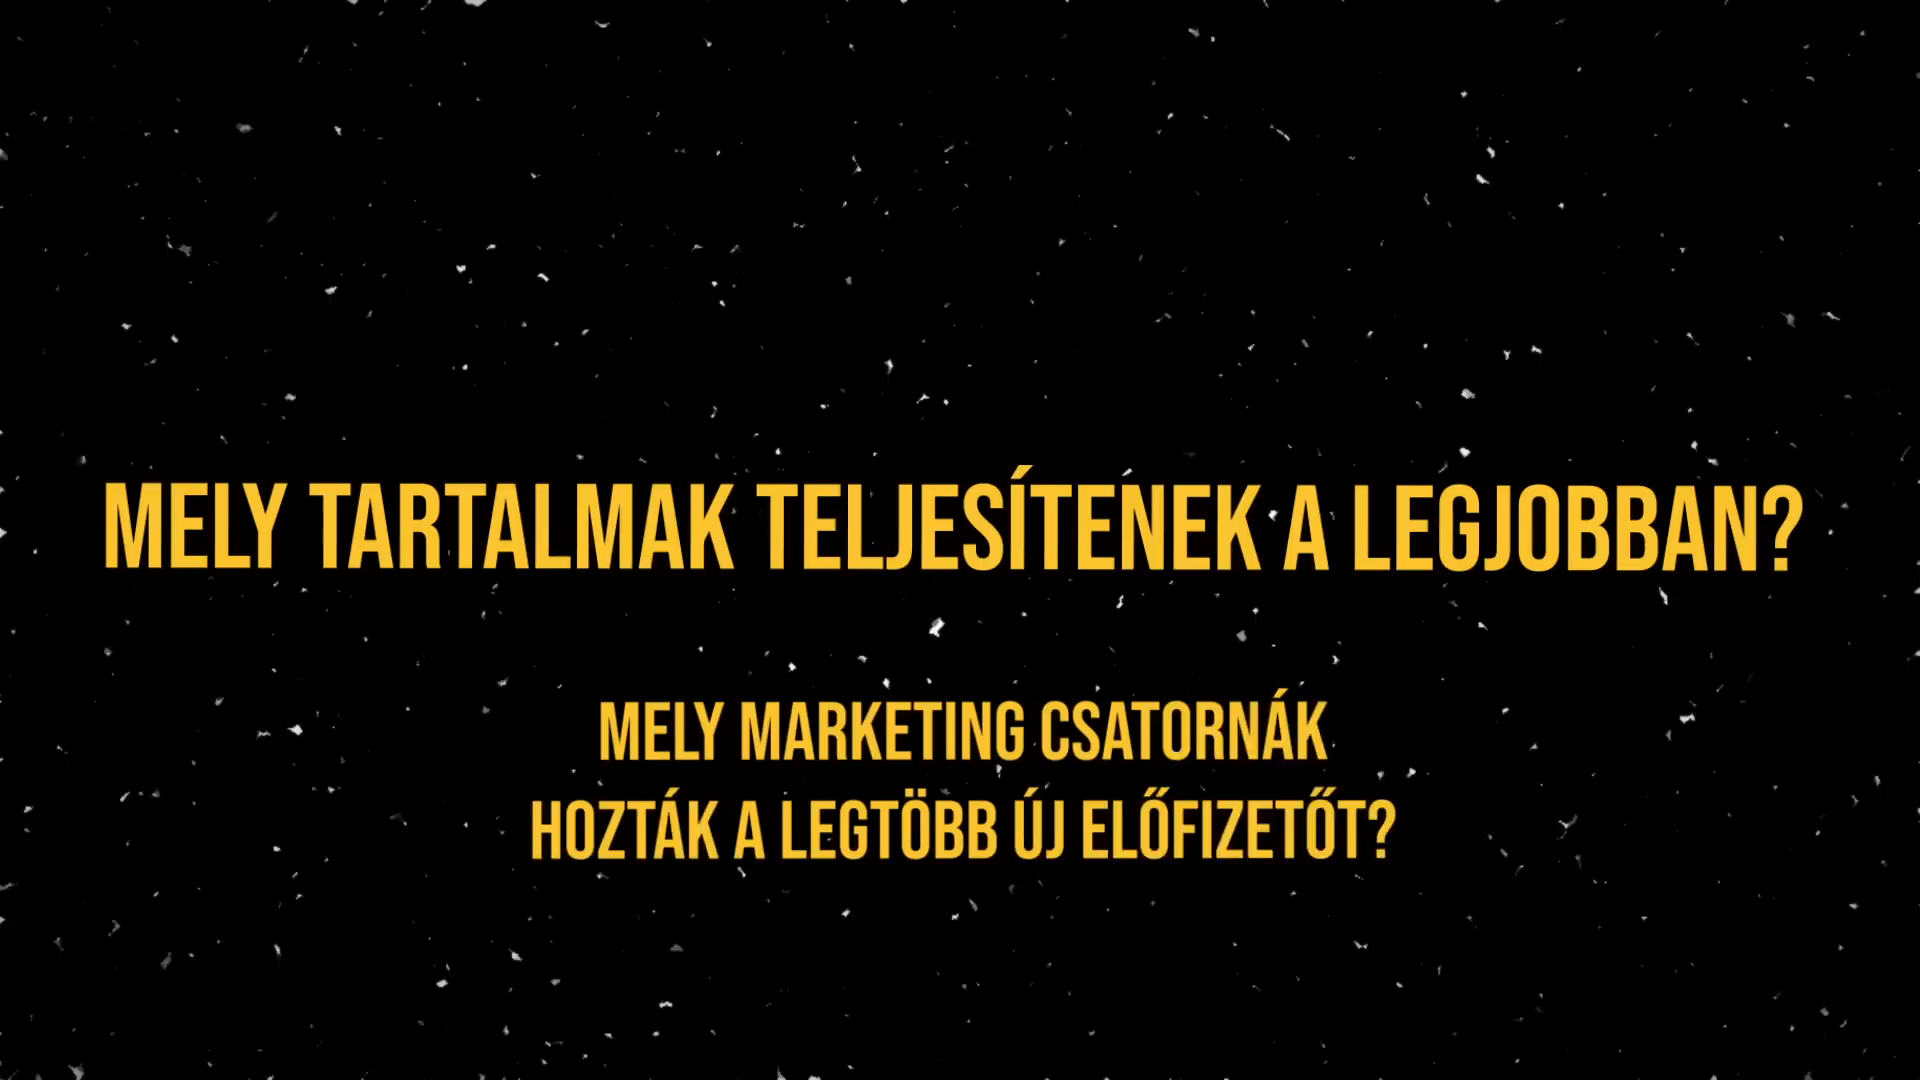 MELY TARTALMAK TELJESÍTENEK A LEGJOBBAN?
MELY MARKETING CSATORNÁK
HOZTÁK A LEGTÖBB ÚJ ELŐFIZETŐT?